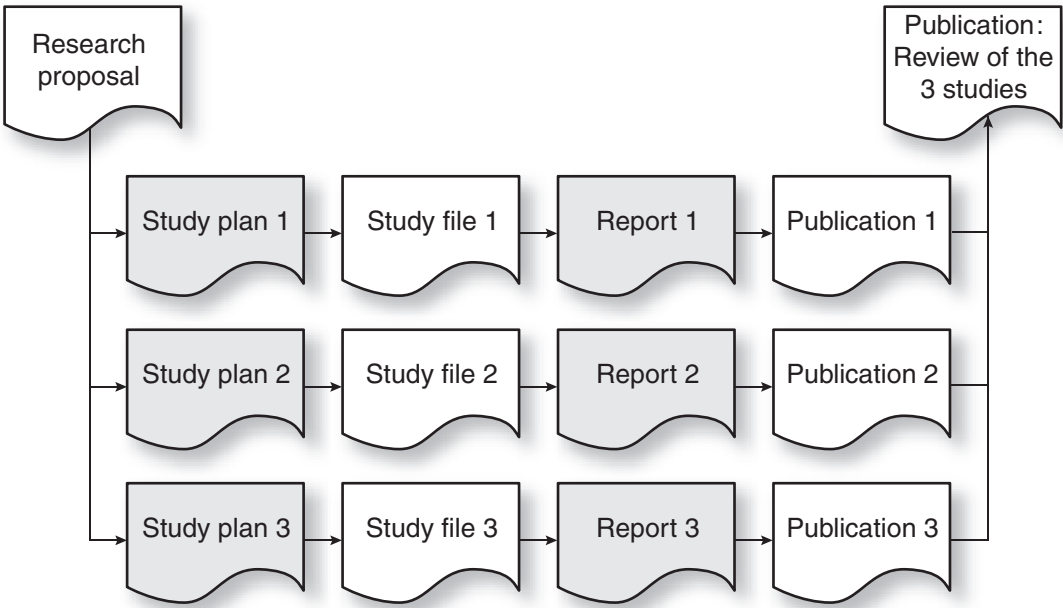 Research
proposal
Publication:
Review of the
3 studies
Study plan 1
Study file 1
Report 1
Publication 1
Study plan 2
Study file 2
Report 2
Publication 2
Study plan 3
Study file 3
Report 3
Publication 3